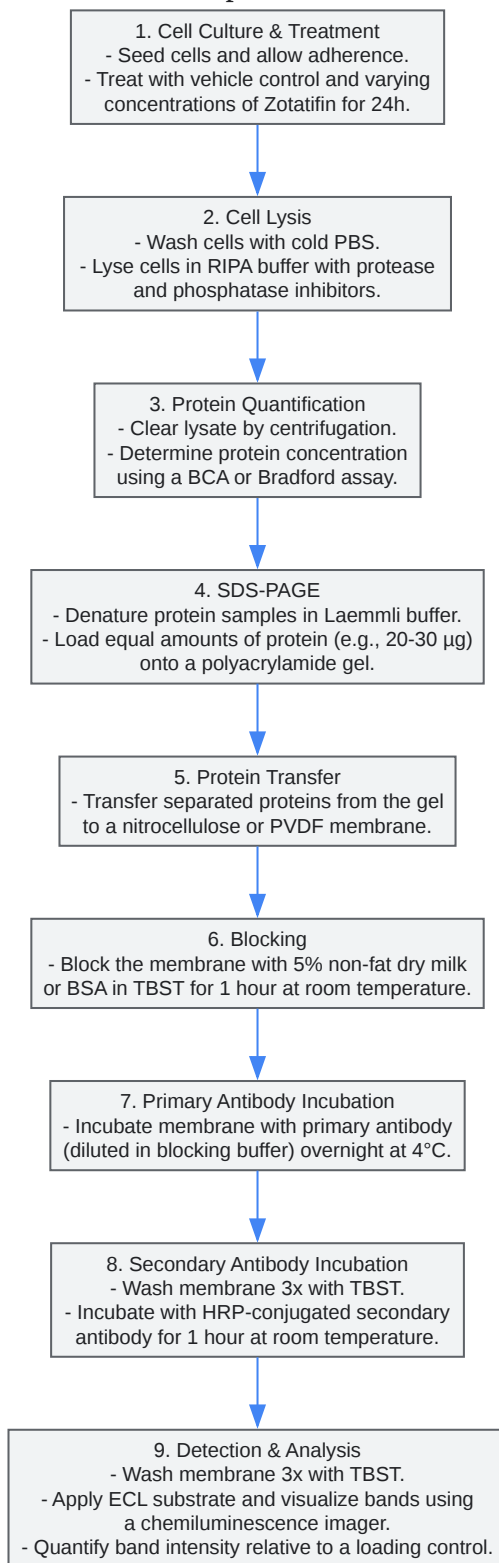 1. Cell Culture & Treatment
- Seed cells and allow adherence.
- Treat with vehicle control and varying
concentrations of Zotatifin for 24h.
2. Cell Lysis
- Wash cells with cold PBS.
- Lyse cells in RIPA buffer with protease
and phosphatase inhibitors.
3. Protein Quantification
- Clear lysate by centrifugation.
- Determine protein concentration
using a BCA or Bradford assay.
4. SDS-PAGE
- Denature protein samples in Laemmli buffer.
- Load equal amounts of protein (e.g., 20-30 µg)
onto a polyacrylamide gel.
5. Protein Transfer
- Transfer separated proteins from the gel
to a nitrocellulose or PVDF membrane.
6. Blocking
- Block the membrane with 5% non-fat dry milk
or BSA in TBST for 1 hour at room temperature.
7. Primary Antibody Incubation
- Incubate membrane with primary antibody
(diluted in blocking buffer) overnight at 4°C.
8. Secondary Antibody Incubation
- Wash membrane 3x with TBST.
- Incubate with HRP-conjugated secondary
antibody for 1 hour at room temperature.
9. Detection & Analysis
- Wash membrane 3x with TBST.
- Apply ECL substrate and visualize bands using
a chemiluminescence imager.
- Quantify band intensity relative to a loading control.